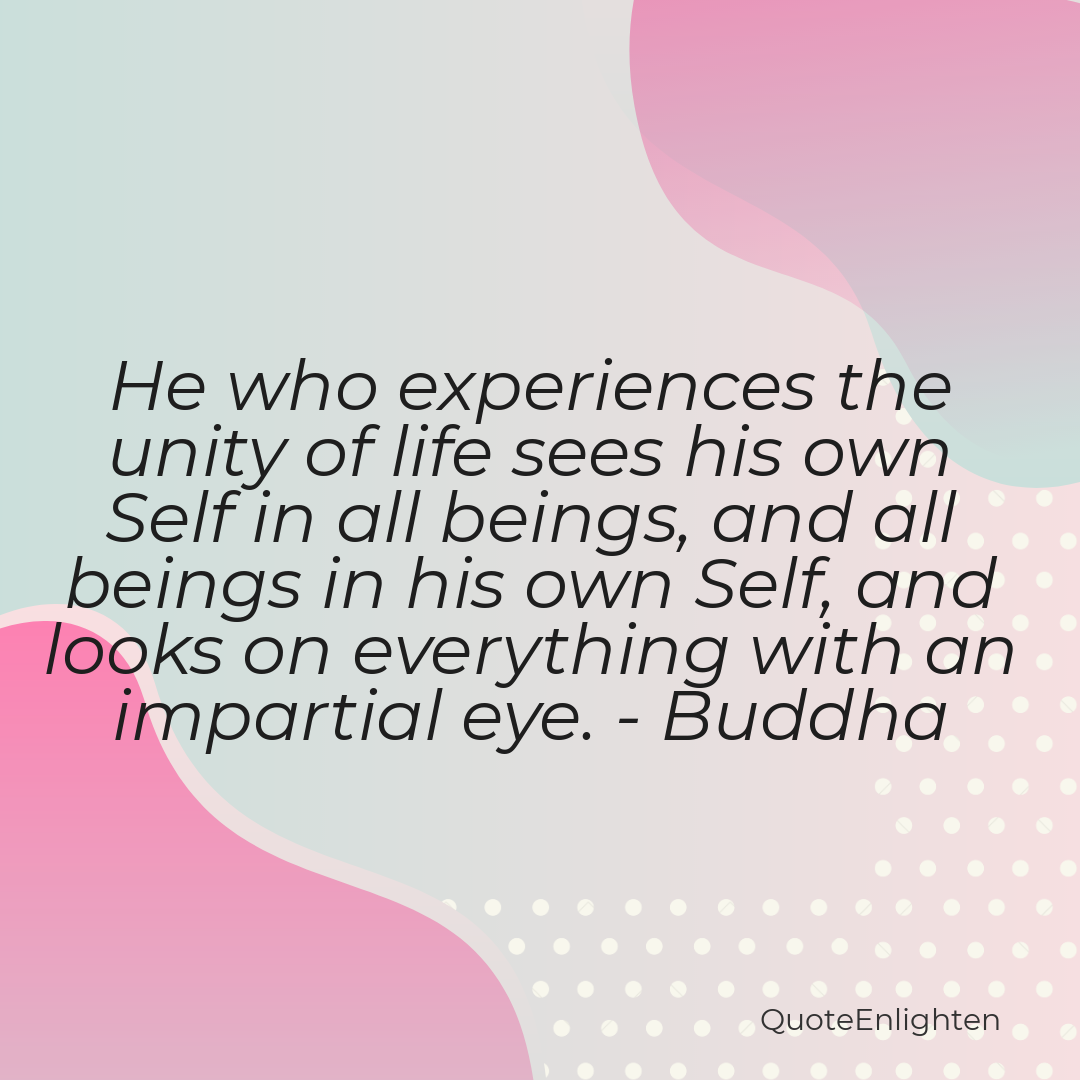 He who experiences the
unity of life sees his own
Self in all beings, and all
beings in his own Self, and
looks on everything with an
impartial eye. - Buddha
QuoteEnlighten